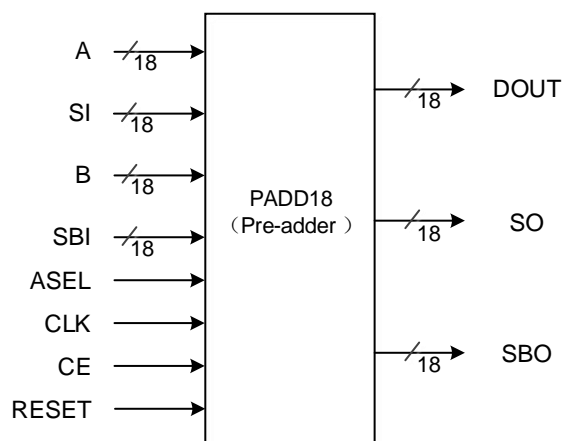 A
18
SI
18
B
18
SBI
18
ASEL
CLK
CE
RESET
PADD18
（Pre-adder ）
18
DOUT
18
SO
18
SBO